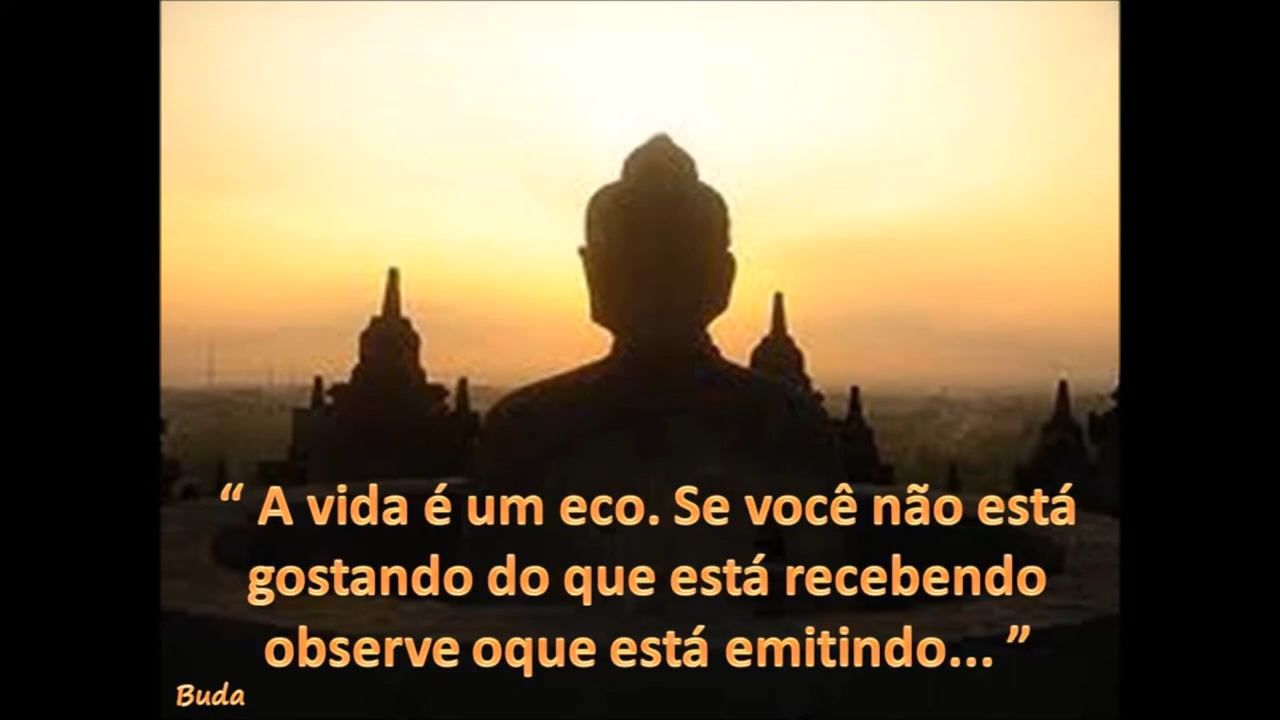 “ A vida é um eco. Se você não está
gostando do que está recebendo
observe oque está emitindo... ”
Buda